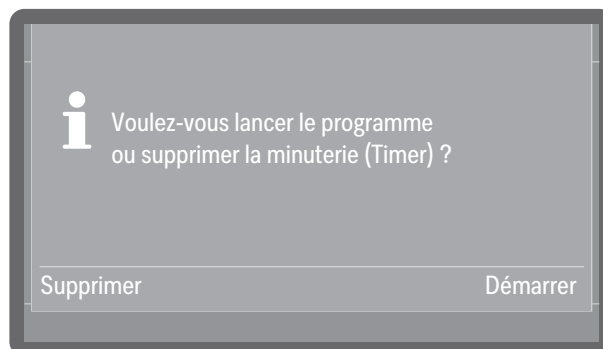 Voulez-vous lancer le programme
ou supprimer la minuterie (Timer) ?
Supprimer
Démarrer